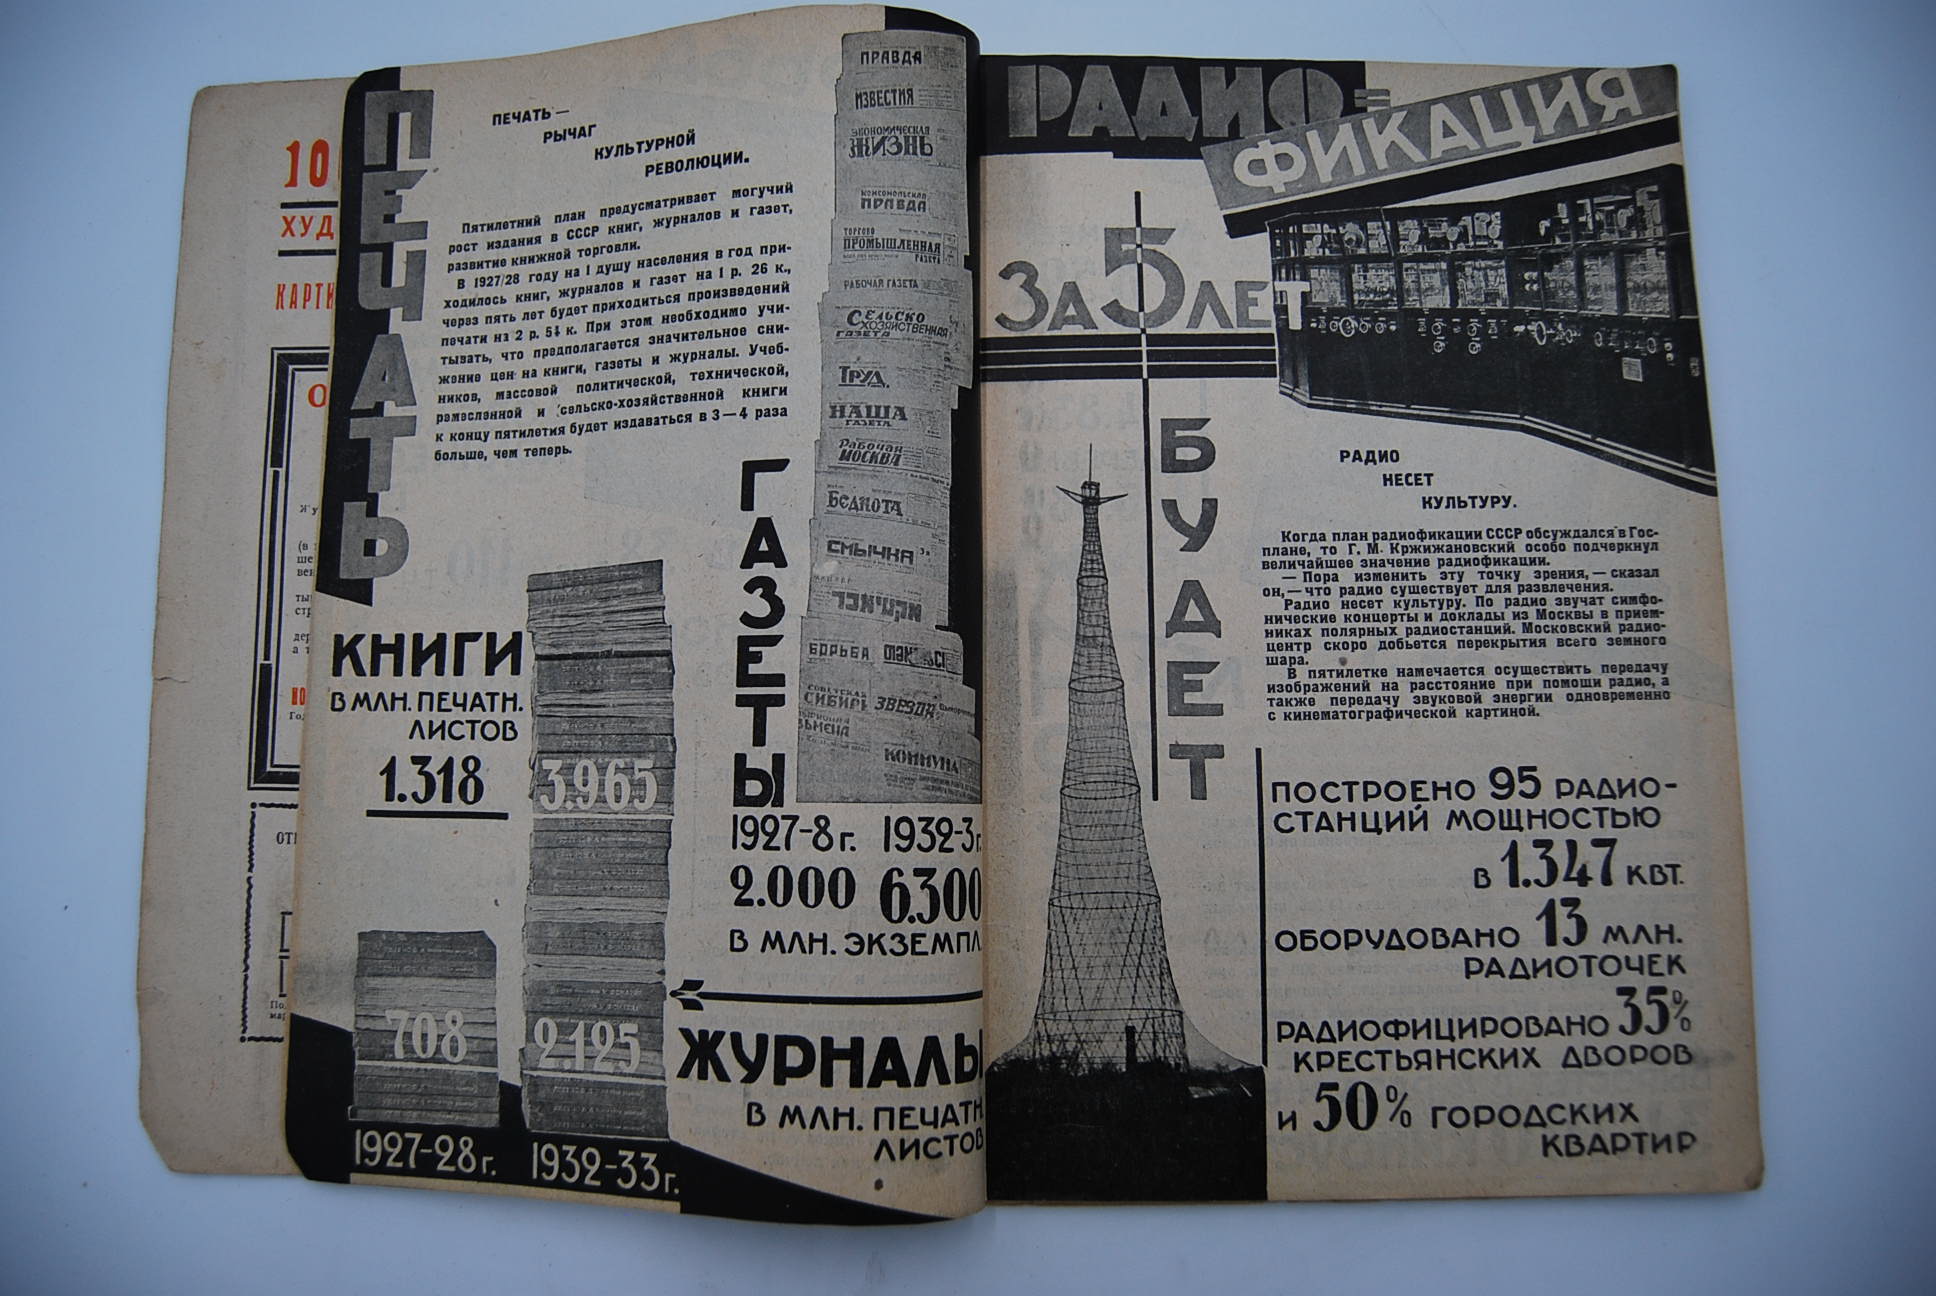 10
ХУД
КАРТИ
ПЕЧАТЬ
ПЕЧАТЬ —
РЫЧАГ
КУЛЬТУРНОЙ
РЕВОЛЮЦИИ.
Пятилетний план предусматривает могучий
рост издания в СССР книг, журналов и газет,
развитие книжной торговли.
В 1927/28 году на 1 душу населения в год при-
ходилось книг, журналов и газет на 1 р. 26 к.,
через пять лет будет приходиться произведений
печати на 2 р. к. При этом необходимо учи-
тывать, что предполагается значительное сни-
жение цен на книги, газеты и журналы. Учеб-
ников, массовой политической, технической,
ремесленной и сельско-хозяйственной книги
к концу пятилетия будет издаваться в 3—4 раза
больше, чем теперь.
КНИГИ
В МЛН. ПЕЧАТН.
ЛИСТОВ
1.318
3.965
708
2.125
1927-28 г.
1932-33 г.
ГАЗЕТЫ
ПРАВДА
ИЗВЕСТИЯ
ЭКОНОМИЧЕСКАЯ
ЖИЗНЬ
КОМСОМОЛЬСКАЯ
ПРАВДА
ТОРГОВО
ПРОМЫШЛЕННАЯ
ГАЗЕТА
РАБОЧАЯ ГАЗЕТА
СЕЛЬСКО
ХОЗЯЙСТВЕННАЯ
ГАЗЕТА
ТРУД
НАША
ГАЗЕТА
РАБОЧАЯ
МОСКВА
БЕДНОТА
СМЫЧКА
БОРЬБА
СОВЕТСКАЯ
СИБИРЬ
ЗВЕЗДА
КОММУНА
1927-8 г. 1932-3 г.
2.000 6.300
В МЛН. ЭКЗЕМПЛ.
ЖУРНАЛЫ
В МЛН. ПЕЧАТН
ЛИСТОВ
РАДИО=
ФИКАЦИЯ
ЗА 5 ЛЕТ
БУДЕТ
РАДИО
НЕСЕТ
КУЛЬТУРУ.
Когда план радиофикации СССР обсуждался в Гос-
плане, то Г. М. Кржижановский особо подчеркнул
величайшее значение радиофикации.
— Пора изменить эту точку зрения, — сказал
он, — что радио существует для развлечения.
Радио несет культуру. По радио звучат симфо-
нические концерты и доклады из Москвы в прием-
никах полярных радиостанций. Московский радио-
центр скоро добьется перекрытия всего земного
шара.
В пятилетке намечается осуществить передачу
изображений на расстояние при помощи радио, а
также передачу звуковой энергии одновременно
с кинематографической картиной.
ПОСТРОЕНО 95 РАДИО-
СТАНЦИЙ МОЩНОСТЬЮ
В 1.347 КВТ.
ОБОРУДОВАНО 13 МЛН.
РАДИОТОЧЕК
РАДИОФИЦИРОВАНО 35%
КРЕСТЬЯНСКИХ ДВОРОВ
И 50% ГОРОДСКИХ
КВАРТИР